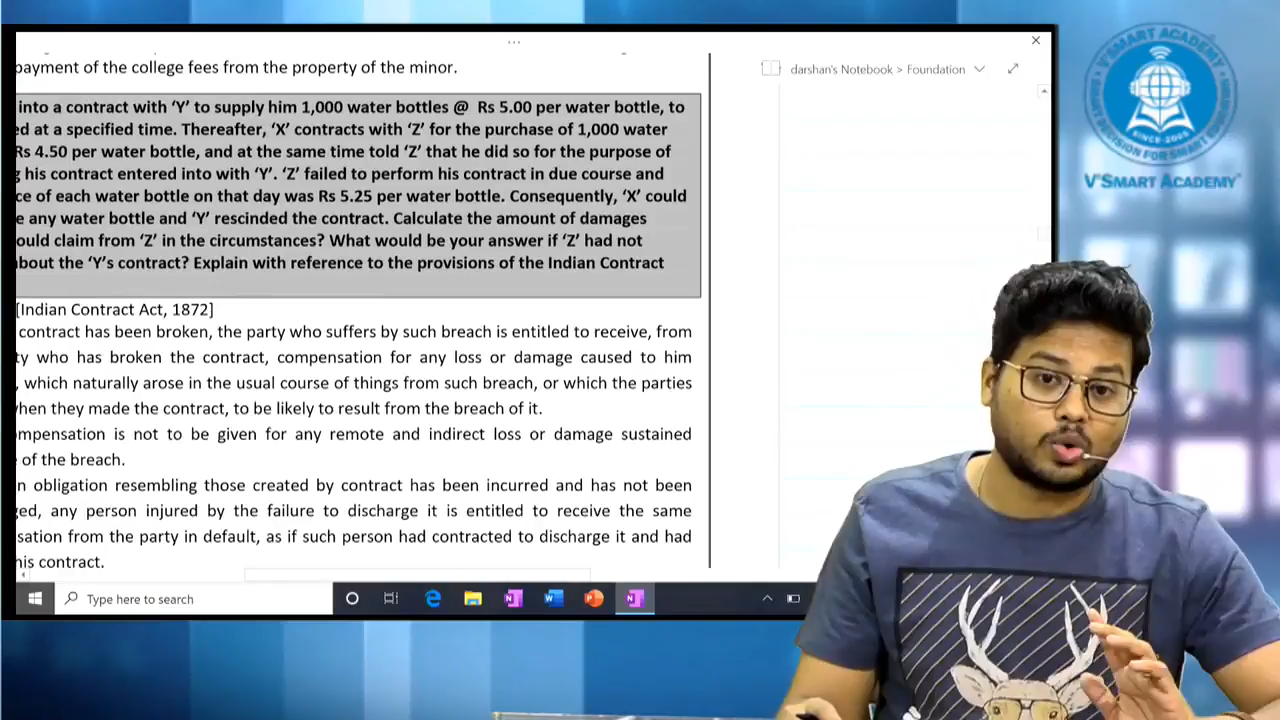 payment of the college fees from the property of the minor.
into a contract with ‘Y’ to supply him 1,000 water bottles @ Rs 5.00 per water bottle, to
ed at a specified time. Thereafter, ‘X’ contracts with ‘Z’ for the purchase of 1,000 water
Rs 4.50 per water bottle, and at the same time told ‘Z’ that he did so for the purpose of
g his contract entered into with ‘Y’. ‘Z’ failed to perform his contract in due course and
ce of each water bottle on that day was Rs 5.25 per water bottle. Consequently, ‘X’ could
e any water bottle and ‘Y’ rescinded the contract. Calculate the amount of damages
ould claim from ‘Z’ in the circumstances? What would be your answer if ‘Z’ had not
about the ‘Y’s contract? Explain with reference to the provisions of the Indian Contract
[Indian Contract Act, 1872]
contract has been broken, the party who suffers by such breach is entitled to receive, from
ty who has broken the contract, compensation for any loss or damage caused to him
, which naturally arose in the usual course of things from such breach, or which the parties
when they made the contract, to be likely to result from the breach of it.
ompensation is not to be given for any remote and indirect loss or damage sustained
e of the breach.
n obligation resembling those created by contract has been incurred and has not been
ged, any person injured by the failure to discharge it is entitled to receive the same
sation from the party in default, as if such person had contracted to discharge it and had
his contract.
darshan's Notebook > Foundation
Type here to search
V'SMART ACADEMY
SINCE-2005
V'SMART ACADEMY